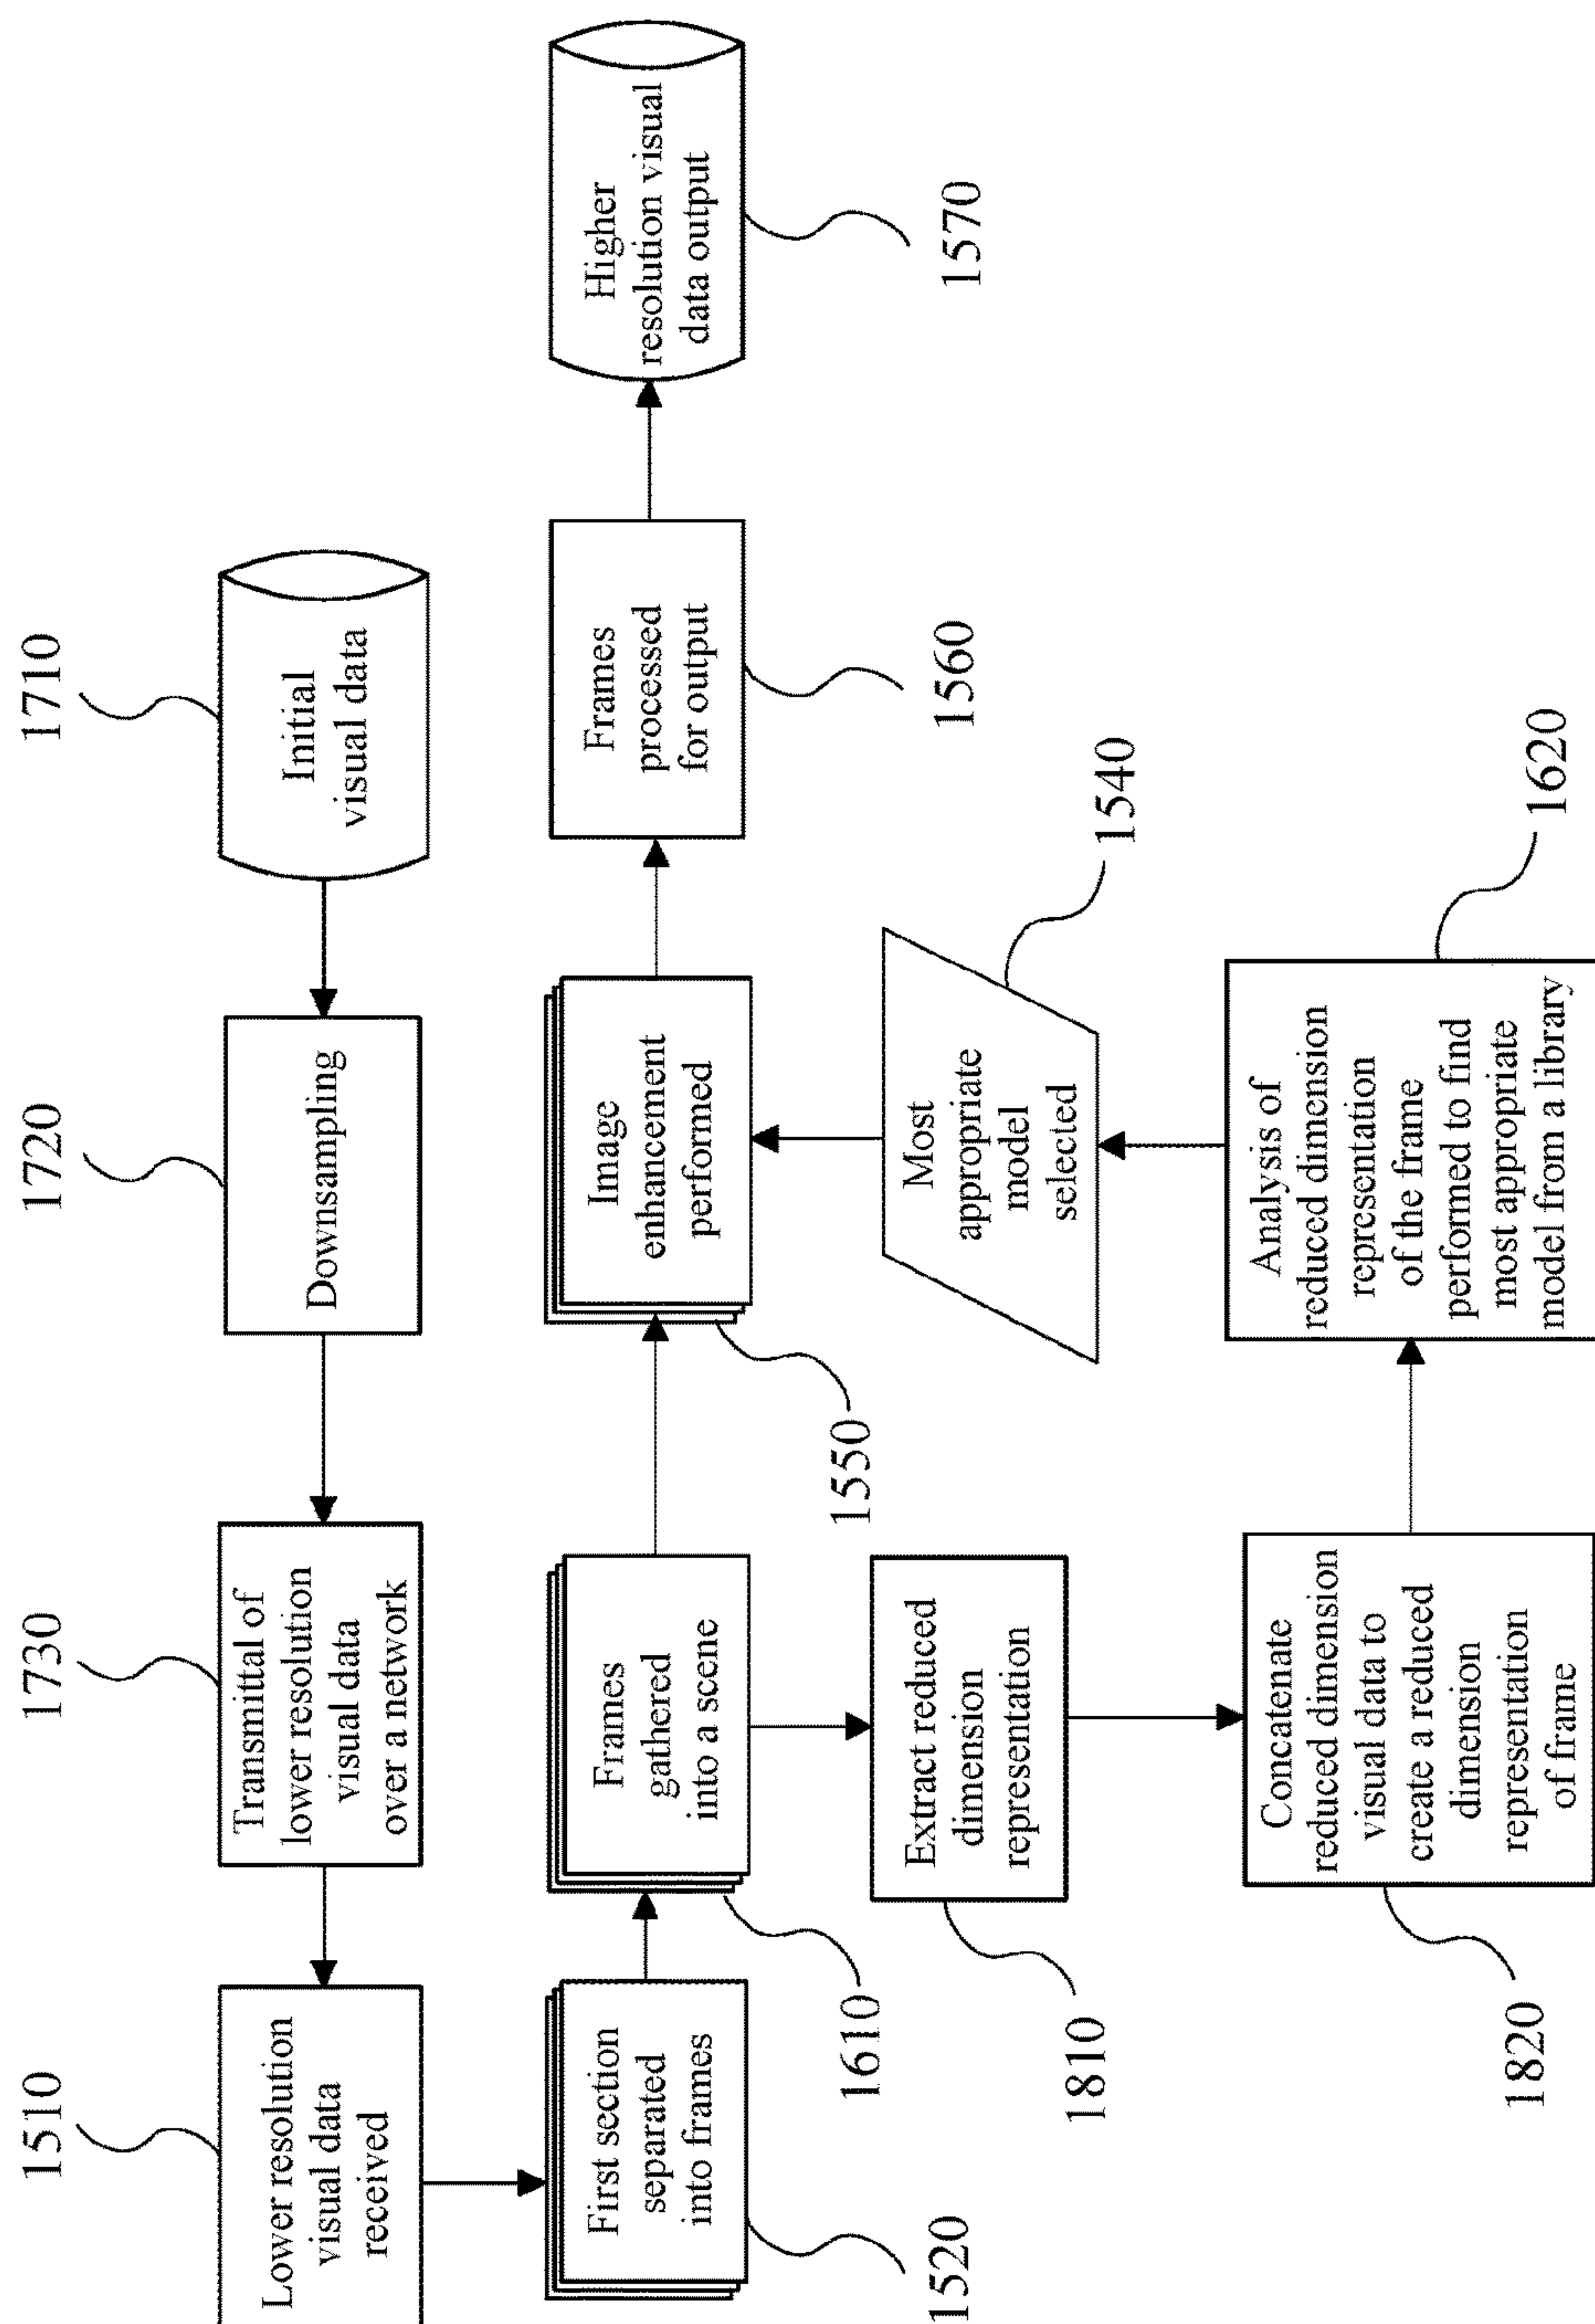 1510
1730
1720
1710
Lower resolution
visual data
received
Transmittal of
lower resolution
visual data
over a network
Downsampling
Initial
visual data
First section
separated
into frames
1520
Frames
gathered
into a scene
1610
Image
enhancement
performed
1550
Frames
processed
for output
1560
Higher
resolution visual
data output
1570
Extract reduced
dimension
representation
1810
Most
appropriate
model
selected
1540
Concatenate
reduced dimension
visual data to
create a reduced
dimension
representation
of frame
1820
Analysis of
reduced dimension
representation
of the frame
performed to find
most appropriate
model from a library
1620